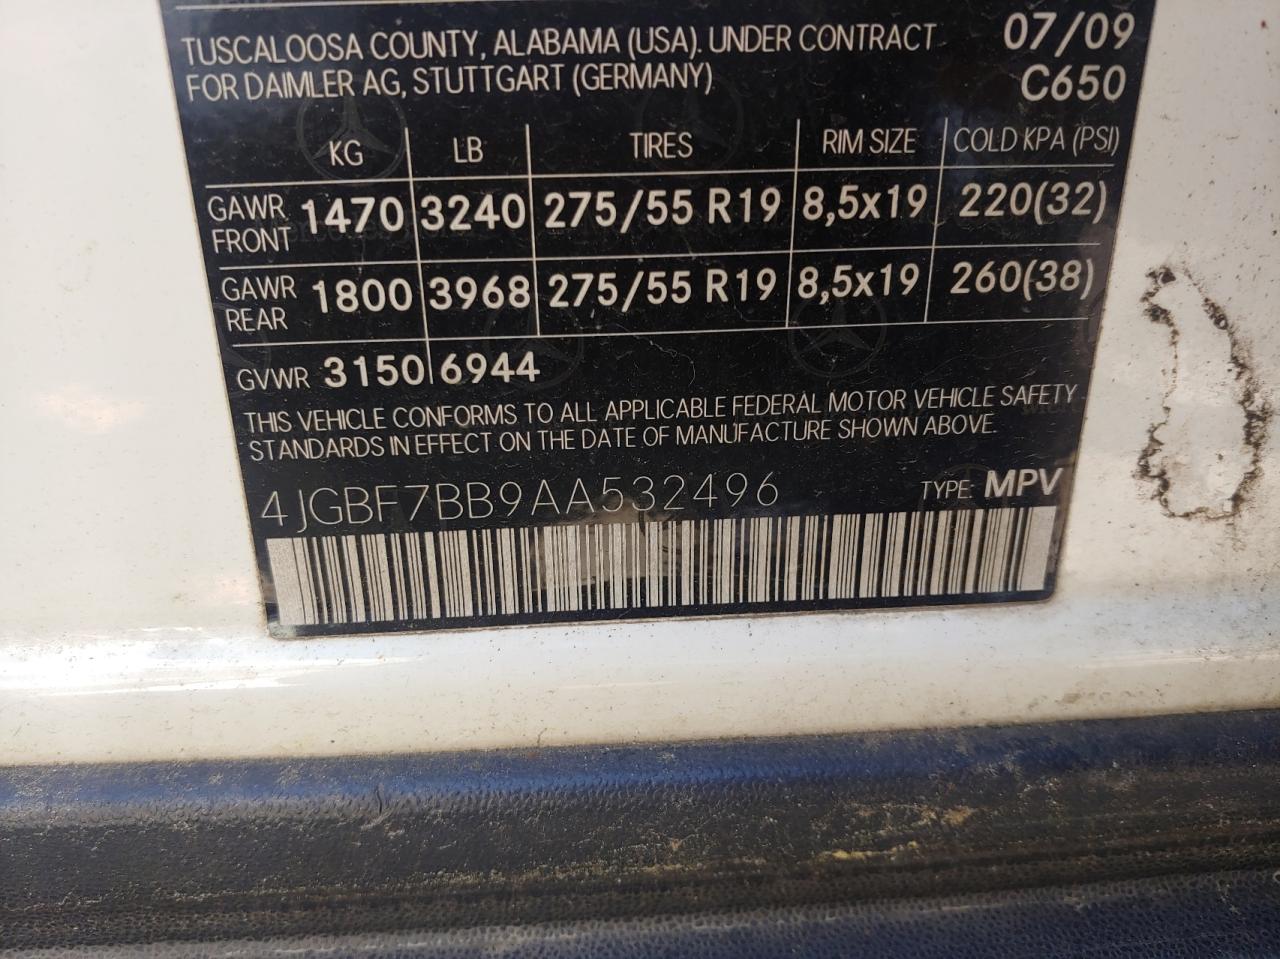 TUSCALOOSA COUNTY, ALABAMA (USA). UNDER CONTRACT 07/09
FOR DAIMLER AG, STUTTGART (GERMANY) C650
KG LB TIRES RIM SIZE COLD KPA (PSI)
GAWR FRONT 1470 3240 275/55 R19 8,5x19 220(32)
GAWR REAR 1800 3968 275/55 R19 8,5x19 260(38)
GVWR 3150 6944
THIS VEHICLE CONFORMS TO ALL APPLICABLE FEDERAL MOTOR VEHICLE SAFETY
STANDARDS IN EFFECT ON THE DATE OF MANUFACTURE SHOWN ABOVE.
4JGBF7BB9AA532496 TYPE: MPV